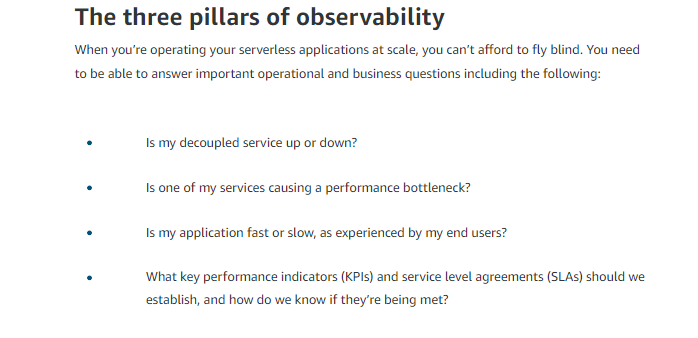 The three pillars of observability
When you’re operating your serverless applications at scale, you can’t afford to fly blind. You need
to be able to answer important operational and business questions including the following:
• Is my decoupled service up or down?
• Is one of my services causing a performance bottleneck?
• Is my application fast or slow, as experienced by my end users?
• What key performance indicators (KPIs) and service level agreements (SLAs) should we
establish, and how do we know if they’re being met?